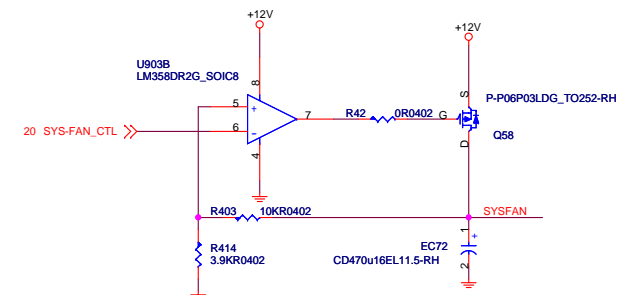 +12V
+12V
U903B
LM358DR2G_SOIC8
8
S
P-P06P03LDG_TO252-RH
5
+
7
R42
0R0402
G
20 SYS-FAN_CTL
6
-
Q58
4
D
R403
10KR0402
SYSFAN
1
+
R414
3.9KR0402
EC72
CD470u16EL11.5-RH
2